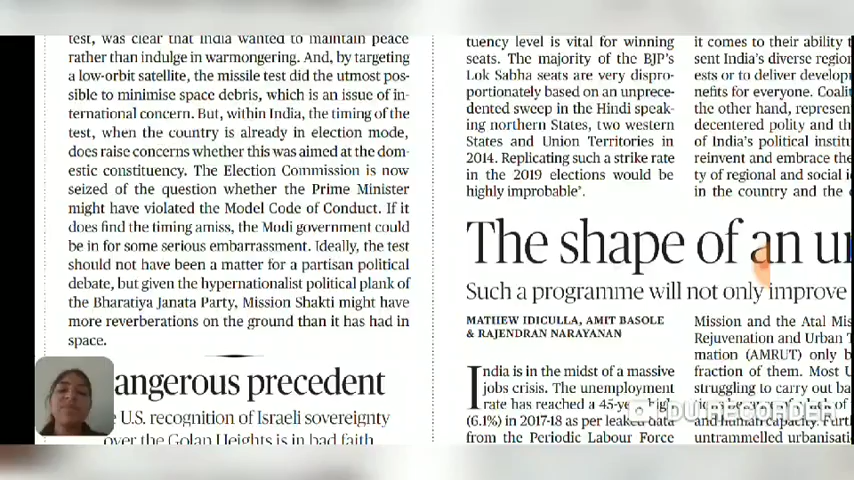 test, was clear that India wanted to maintain peace
rather than indulge in warmongering. And, by targeting
a low-orbit satellite, the missile test did the utmost pos-
sible to minimise space debris, which is an issue of in-
ternational concern. But, within India, the timing of the
test, when the country is already in election mode,
does raise concerns whether this was aimed at the dom-
estic constituency. The Election Commission is now
seized of the question whether the Prime Minister
might have violated the Model Code of Conduct. If it
does find the timing amiss, the Modi government could
be in for some serious embarrassment. Ideally, the test
should not have been a matter for a partisan political
debate, but given the hypernationalist political plank of
the Bharatiya Janata Party, Mission Shakti might have
more reverberations on the ground than it has had in
space.
angerous precedent
U.S. recognition of Israeli sovereignty
over the Golan Heights is in bad faith
tuency level is vital for winning
seats. The majority of the BJP's
Lok Sabha seats are very dispro-
portionately based on an unprece-
dented sweep in the Hindi speak-
ing northern States, two western
States and Union Territories in
2014. Replicating such a strike rate
in the 2019 elections would be
highly improbable'.
it comes to their ability t
sent India's diverse region
ests or to deliver develop
nefits for everyone. Coalit
the other hand, represen
decentered polity and th
of India's political institu
reinvent and embrace the
ty of regional and social i
in the country and the
The shape of an u
Such a programme will not only improve
MATHEW IDICULLA, AMIT BASOLE
& RAJENDRAN NARAYANAN
India is in the midst of a massive
jobs crisis. The unemployment
rate has reached a 45-year high
(6.1%) in 2017-18 as per leaked data
from the Periodic Labour Force
Mission and the Atal Mis
Rejuvenation and Urban T
mation (AMRUT) only b
fraction of them. Most U
struggling to carry out ba
and human capacity. Furt
untrammelled urbanisati
DU RECORDER